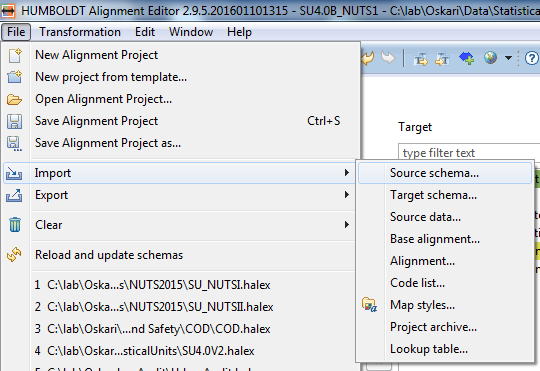 HUMBOLDT Alignment Editor 2.9.5.201601101315 - SU4.0B_NUTS1 - C:\lab\Oskari\Data\Statistica
File Transformation Edit Window Help
New Alignment Project
New project from template...
Open Alignment Project...
Save Alignment Project Ctrl+S
Save Alignment Project as...
Import
Export
Clear
Reload and update schemas
1 C:\lab\Oska...s\NUTS2015\SU_NUTSI.halex
2 C:\lab\Oska...s\NUTS2015\SU_NUTSII.halex
3 C:\lab\Oskari\...nd Safety\COD\COD.halex
4 C:\lab\Oskar...sticalUnits\SU4.0V2.halex
Target
type filter text
Source schema...
Target schema...
Source data...
Base alignment...
Alignment...
Code list...
Map styles...
Project archive...
Lookup table...